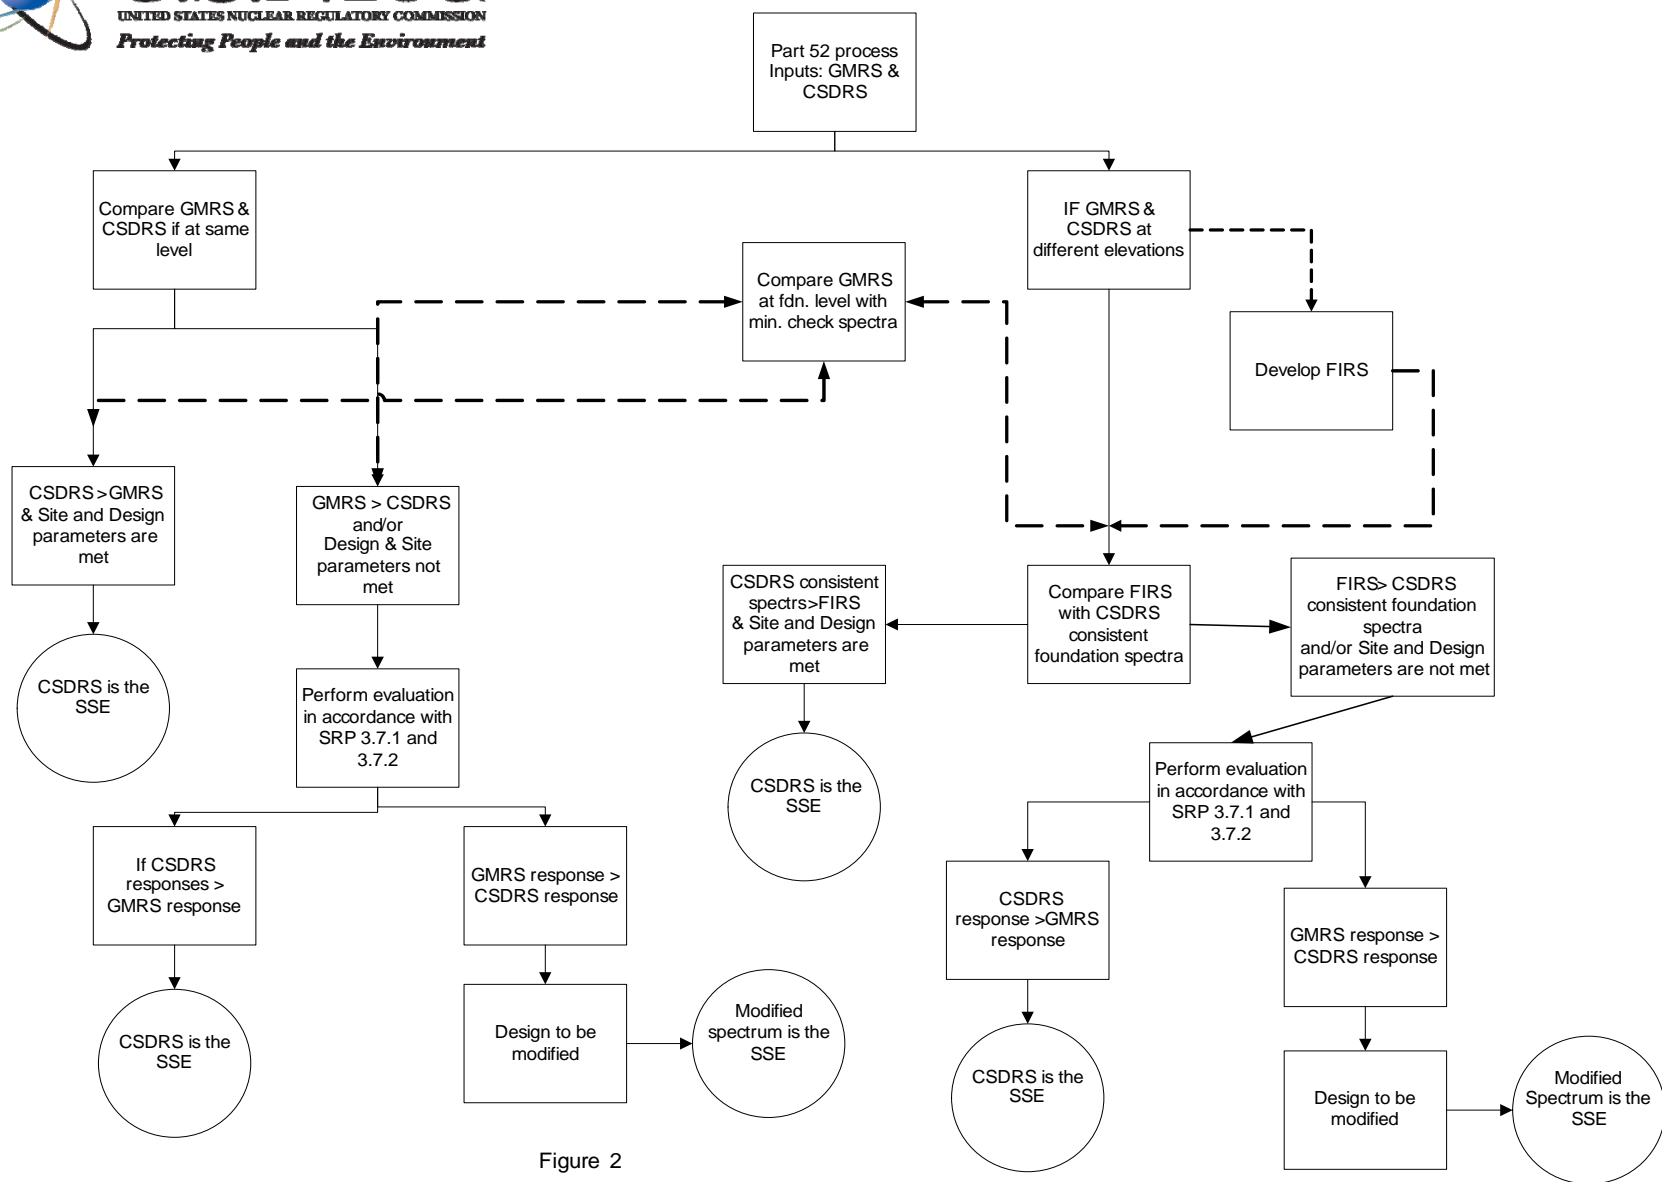 UNITED STATES NUCLEAR REGULATORY COMMISSION
Protecting People and the Environment
Part 52 process
Inputs: GMRS &
CSDRS
Compare GMRS &
CSDRS if at same
level
IF GMRS &
CSDRS at
different elevations
Compare GMRS
at fdn. level with
min. check spectra
Develop FIRS
CSDRS>GMRS
& Site and Design
parameters are
met
GMRS > CSDRS
and/or
Design & Site
parameters not
met
CSDRS consistent
spectrs>FIRS
& Site and Design
parameters are
met
Compare FIRS
with CSDRS
consistent
foundation spectra
FIRS> CSDRS
consistent foundation
spectra
and/or Site and Design
parameters are not met
CSDRS is the
SSE
Perform evaluation
in accordance with
SRP 3.7.1 and
3.7.2
CSDRS is the
SSE
Perform evaluation
in accordance with
SRP 3.7.1 and
3.7.2
If CSDRS
responses >
GMRS response
GMRS response >
CSDRS response
CSDRS
response >GMRS
response
GMRS response >
CSDRS response
CSDRS is the
SSE
Design to be
modified
Modified
spectrum is the
SSE
CSDRS is the
SSE
Design to be
modified
Modified
Spectrum is the
SSE
Figure 2